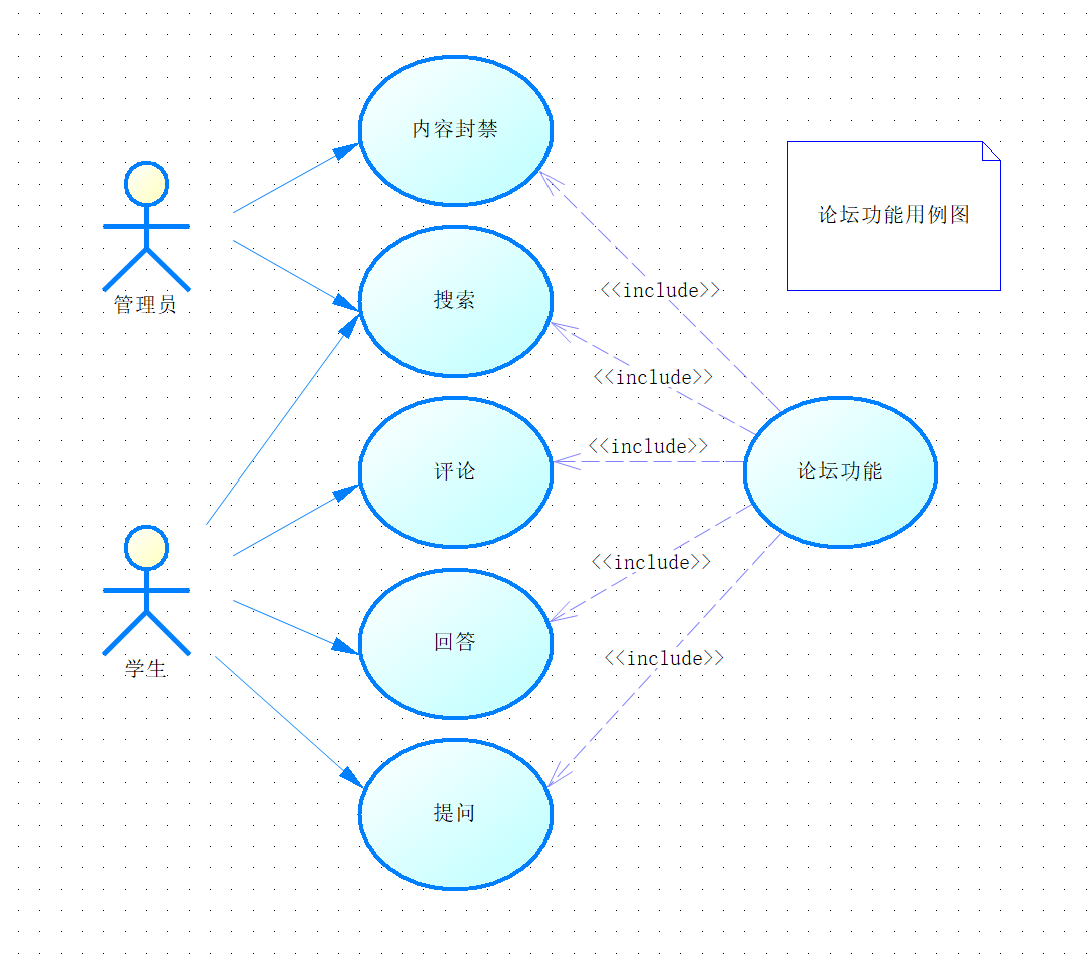 内容封禁
论坛功能用例图
管理员
搜索
<<include>>
<<include>>
<<include>>
评论
论坛功能
<<include>>
学生
回答
<<include>>
提问